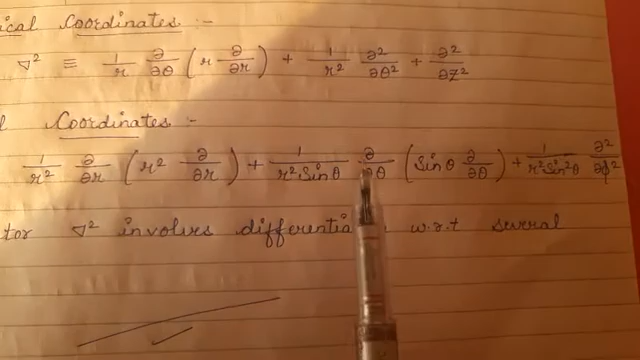 ical Coordinates :-
∇² ≡ 1/r ∂/∂θ (r ∂/∂r) + 1/r² ∂²/∂θ² + ∂²/∂z²
l Coordinates :-
1/r² ∂/∂r (r² ∂/∂r) + 1/r² Sinθ ∂/∂θ (Sinθ ∂/∂θ) + 1/r² Sin²θ ∂²/∂ϕ²
tor ∇² involves differentia w.r.t several